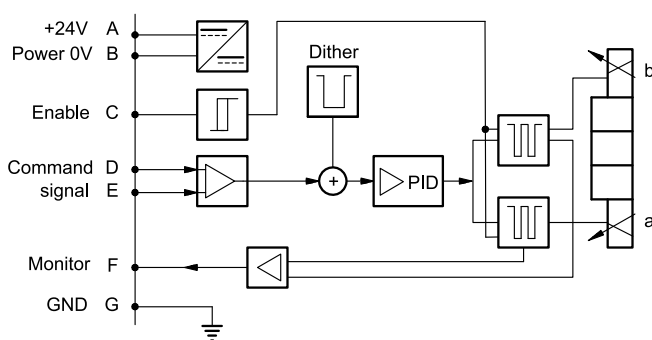 +24V A
Power 0V B
Dither
Enable C
b
Command D
signal E
PID
a
Monitor F
GND G